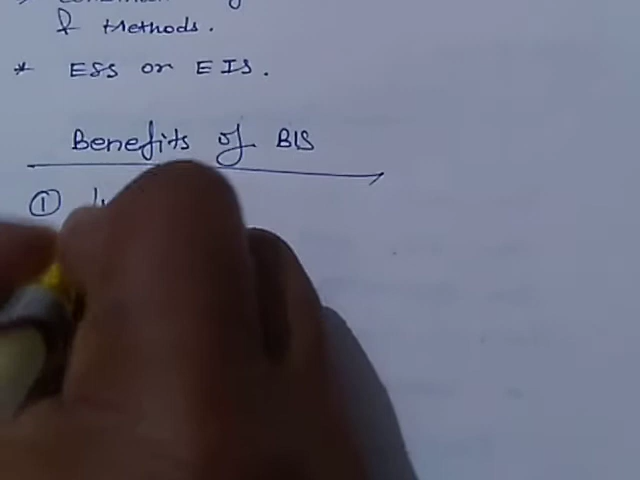 & Methods.
* ESS or EIS.
Benefits of BIS
①